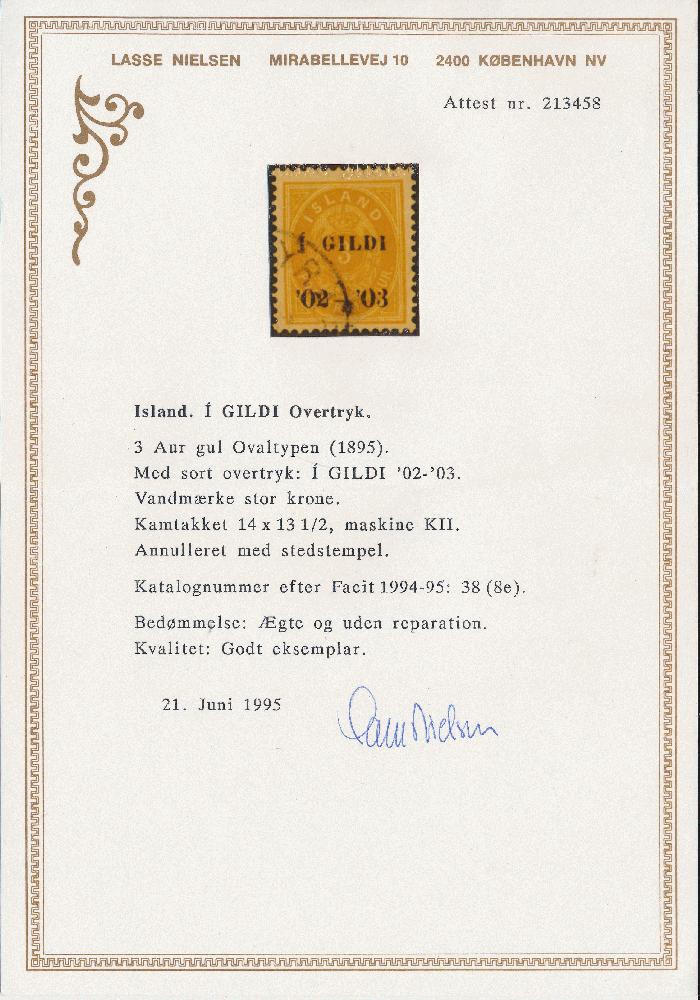 LASSE NIELSEN MIRABELLEVEJ 10 2400 KØBENHAVN NV
Attest nr. 213458
ISLAND
Í GILDI
'02-'03
Island. Í GILDI Overtryk.
3 Aur gul Ovaltypen (1895).
Med sort overtryk: Í GILDI '02-'03.
Vandmærke stor krone.
Kamtakket 14 x 13 1/2, maskine KII.
Annulleret med stedstempel.
Katalognummer efter Facit 1994-95: 38 (8e).
Bedømmelse: Ægte og uden reparation.
Kvalitet: Godt eksemplar.
21. Juni 1995